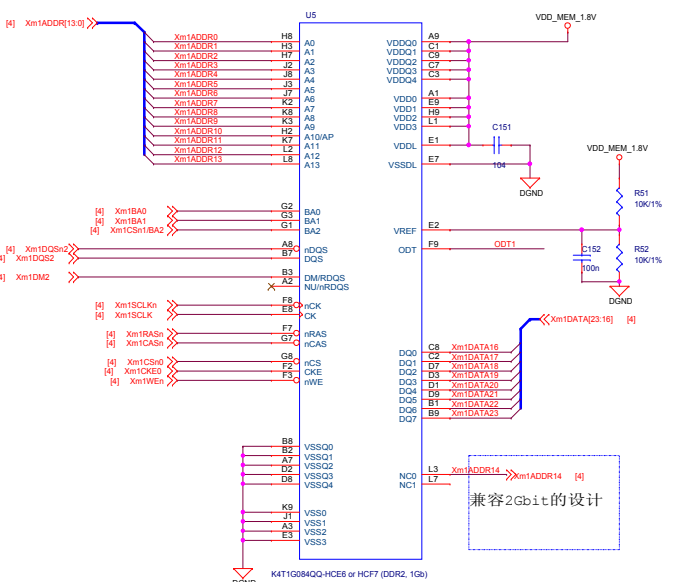 U5
[4] Xm1ADDR[13:0]
VDD_MEM_1.8V
Xm1ADDR0 H8 A0
Xm1ADDR1 H3 A1
Xm1ADDR2 H7 A2
Xm1ADDR3 J2 A3
Xm1ADDR4 J8 A4
Xm1ADDR5 J3 A5
Xm1ADDR6 J7 A6
Xm1ADDR7 K2 A7
Xm1ADDR8 K8 A8
Xm1ADDR9 K3 A9
Xm1ADDR10 H2 A10/AP
Xm1ADDR11 K7 A11
Xm1ADDR12 L2 A12
Xm1ADDR13 L8 A13
VDDQ0 A9
VDDQ1 C1
VDDQ2 C9
VDDQ3 C7
VDDQ4 C3
VDD0 A1
VDD1 E9
VDD2 H9
VDD3 L1
VDDL E1
VSSDL E7
C151
104
DGND
VDD_MEM_1.8V
R51
10K/1%
[4] Xm1BA0 G2 BA0
[4] Xm1BA1 G3 BA1
[4] Xm1CSn1/BA2 G1 BA2
VREF E2
ODT F9 ODT1
C152
100n
R52
10K/1%
DGND
[4] Xm1DQSn2 A8 nDQS
[4] Xm1DQS2 B7 DQS
[4] Xm1DM2 B3 DM/RDQS
A2 NU/nRDQS
[4] Xm1SCLKn F8 nCK
[4] Xm1SCLK E8 CK
[4] Xm1RASn F7 nRAS
[4] Xm1CASn G7 nCAS
[4] Xm1CSn0 G8 nCS
[4] Xm1CKE0 F2 CKE
[4] Xm1WEn F3 nWE
Xm1DATA[23:16] [4]
DQ0 C8 Xm1DATA16
DQ1 C2 Xm1DATA17
DQ2 D7 Xm1DATA18
DQ3 D3 Xm1DATA19
DQ4 D1 Xm1DATA20
DQ5 D9 Xm1DATA21
DQ6 B1 Xm1DATA22
DQ7 B9 Xm1DATA23
B8 VSSQ0
B2 VSSQ1
A7 VSSQ2
D2 VSSQ3
D8 VSSQ4
K9 VSS0
J1 VSS1
A3 VSS2
E3 VSS3
NC0 L3 Xm1ADDR14 Xm1ADDR14 [4]
NC1 L7
兼容2Gbit的设计
DGND
K4T1G084QQ-HCE6 or HCF7 (DDR2, 1Gb)